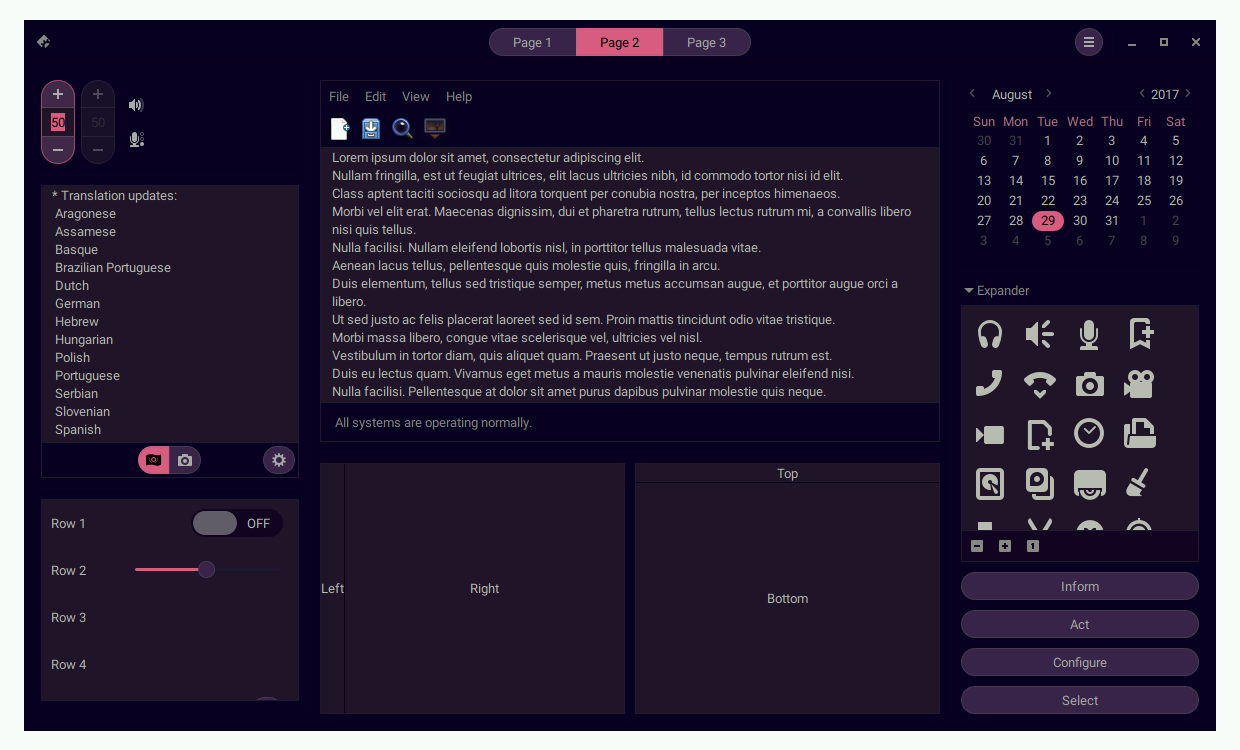 Page 1 Page 2 Page 3
50 50
* Translation updates:
Aragonese
Assamese
Basque
Brazilian Portuguese
Dutch
German
Hebrew
Hungarian
Polish
Portuguese
Serbian
Slovenian
Spanish
Row 1 OFF
Row 2
Row 3
Row 4
File Edit View Help
Lorem ipsum dolor sit amet, consectetur adipiscing elit.
Nullam fringilla, est ut feugiat ultrices, elit lacus ultricies nibh, id commodo tortor nisi id elit.
Class aptent taciti sociosqu ad litora torquent per conubia nostra, per inceptos himenaeos.
Morbi vel elit erat. Maecenas dignissim, dui et pharetra rutrum, tellus lectus rutrum mi, a convallis libero
nisi quis tellus.
Nulla facilisi. Nullam eleifend lobortis nisl, in porttitor tellus malesuada vitae.
Aenean lacus tellus, pellentesque quis molestie quis, fringilla in arcu.
Duis elementum, tellus sed tristique semper, metus metus accumsan augue, et porttitor augue orci a
libero.
Ut sed justo ac felis placerat laoreet sed id sem. Proin mattis tincidunt odio vitae tristique.
Morbi massa libero, congue vitae scelerisque vel, ultricies vel nisl.
Vestibulum in tortor diam, quis aliquet quam. Praesent ut justo neque, tempus rutrum est.
Duis eu lectus quam. Vivamus eget metus a mauris molestie venenatis pulvinar eleifend nisi.
Nulla facilisi. Pellentesque at dolor sit amet purus dapibus pulvinar molestie quis neque.
All systems are operating normally.
Left Right
Top
Bottom
August 2017
Sun Mon Tue Wed Thu Fri Sat
30 31 1 2 3 4 5
6 7 8 9 10 11 12
13 14 15 16 17 18 19
20 21 22 23 24 25 26
27 28 29 30 31 1 2
3 4 5 6 7 8 9
Expander
1
Inform
Act
Configure
Select